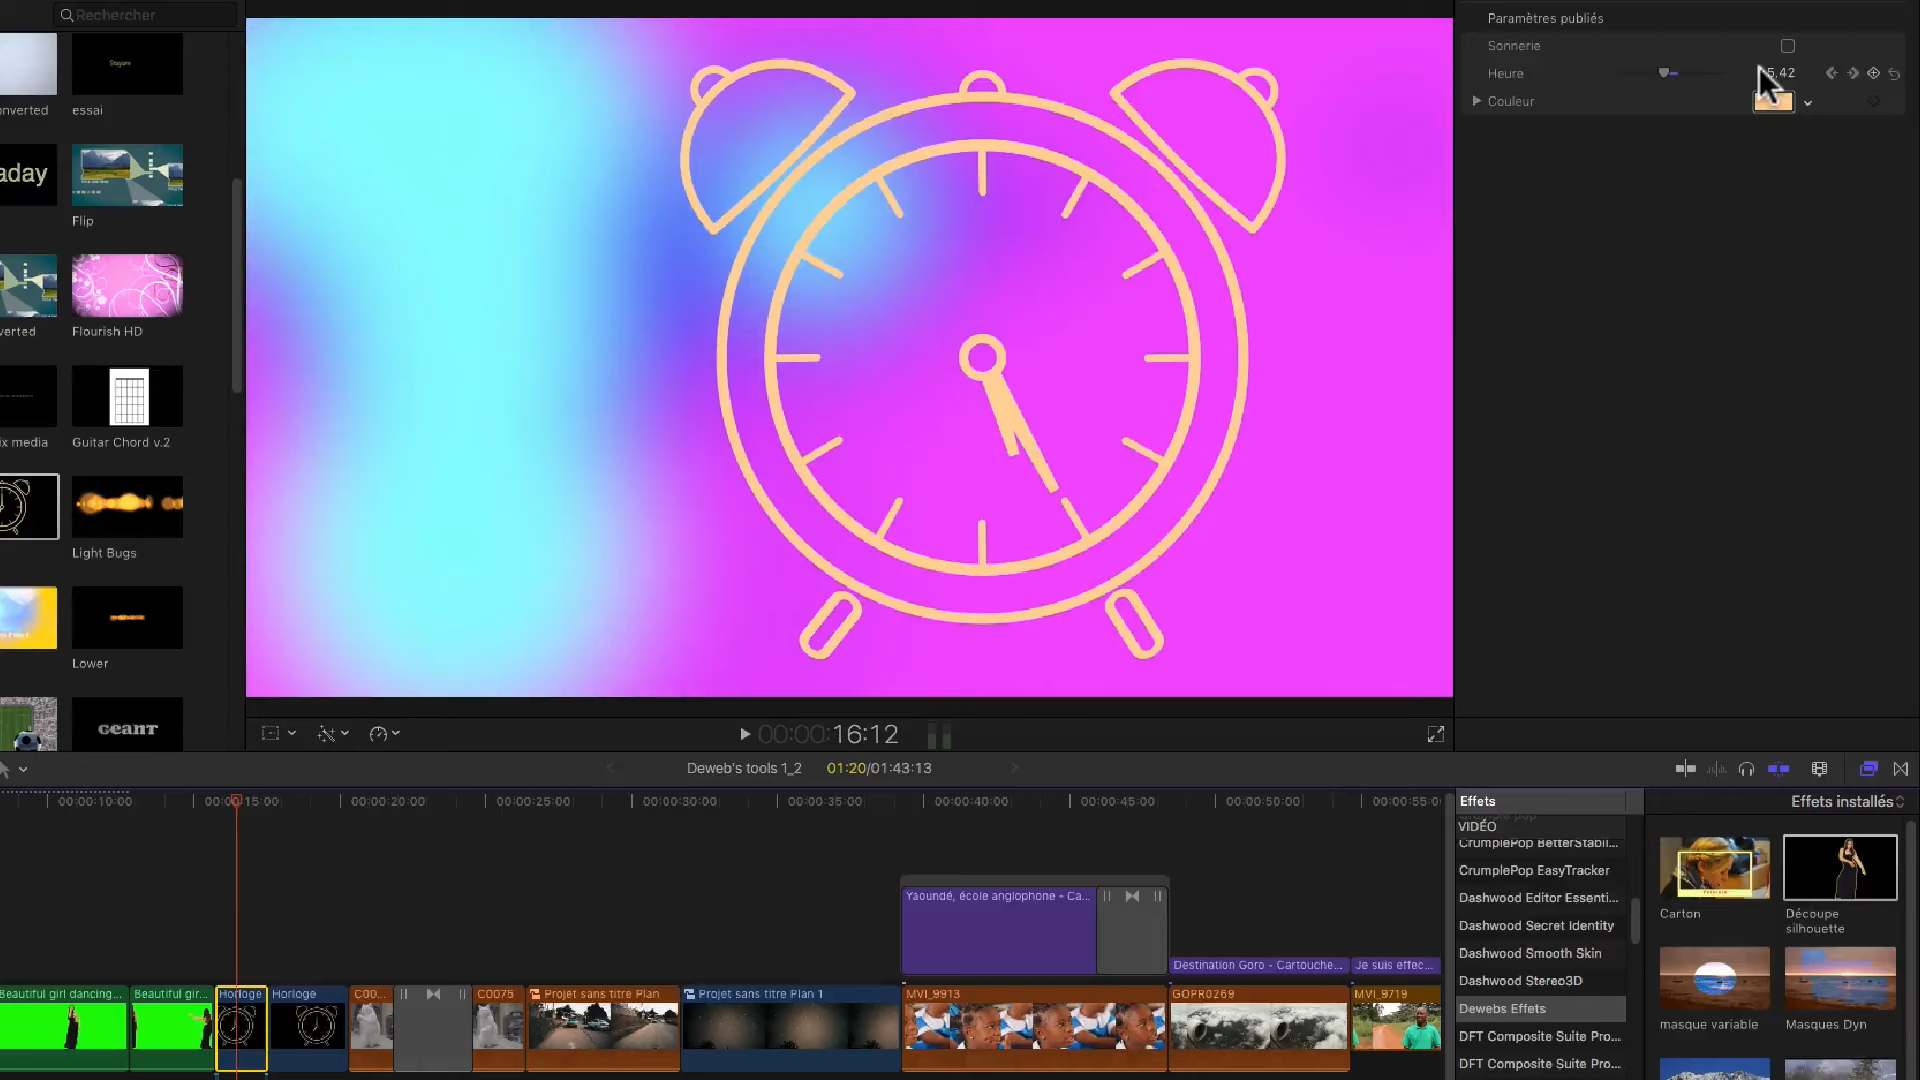 Rechercher
Paramètres publiés
Sonnerie
Heure
5.42
Couleur
onverted
essai
aday
Flip
verted
Flourish HD
ix media
Guitar Chord v.2
Light Bugs
Lower
GEANT
00:00:16:12
Deweb's tools 1_2
01:20/01:43:13
00:00:10:00
00:00:15:00
00:00:20:00
00:00:25:00
00:00:30:00
00:00:35:00
00:00:40:00
00:00:45:00
00:00:50:00
00:00:55:0
Effets
Effets installés
VIDÉO
CrumplePop BetterStabil...
CrumplePop EasyTracker
Dashwood Editor Essenti...
Dashwood Secret Identity
Dashwood Smooth Skin
Dashwood Stereo3D
Dewebs Effets
DFT Composite Suite Pro...
DFT Composite Suite Pro...
Carton
Découpe
silhouette
masque variable
Masques Dyn
Yaoundé, école anglophone - Ca...
Destination Goro - Cartouche...
Je suis effec...
Beautiful girl dancing...
Beautiful gir...
Horloge
Horloge
C00...
C0075
Projet sans titre Plan
Projet sans titre Plan 1
MVI_9913
GOPR0269
MVI_9719